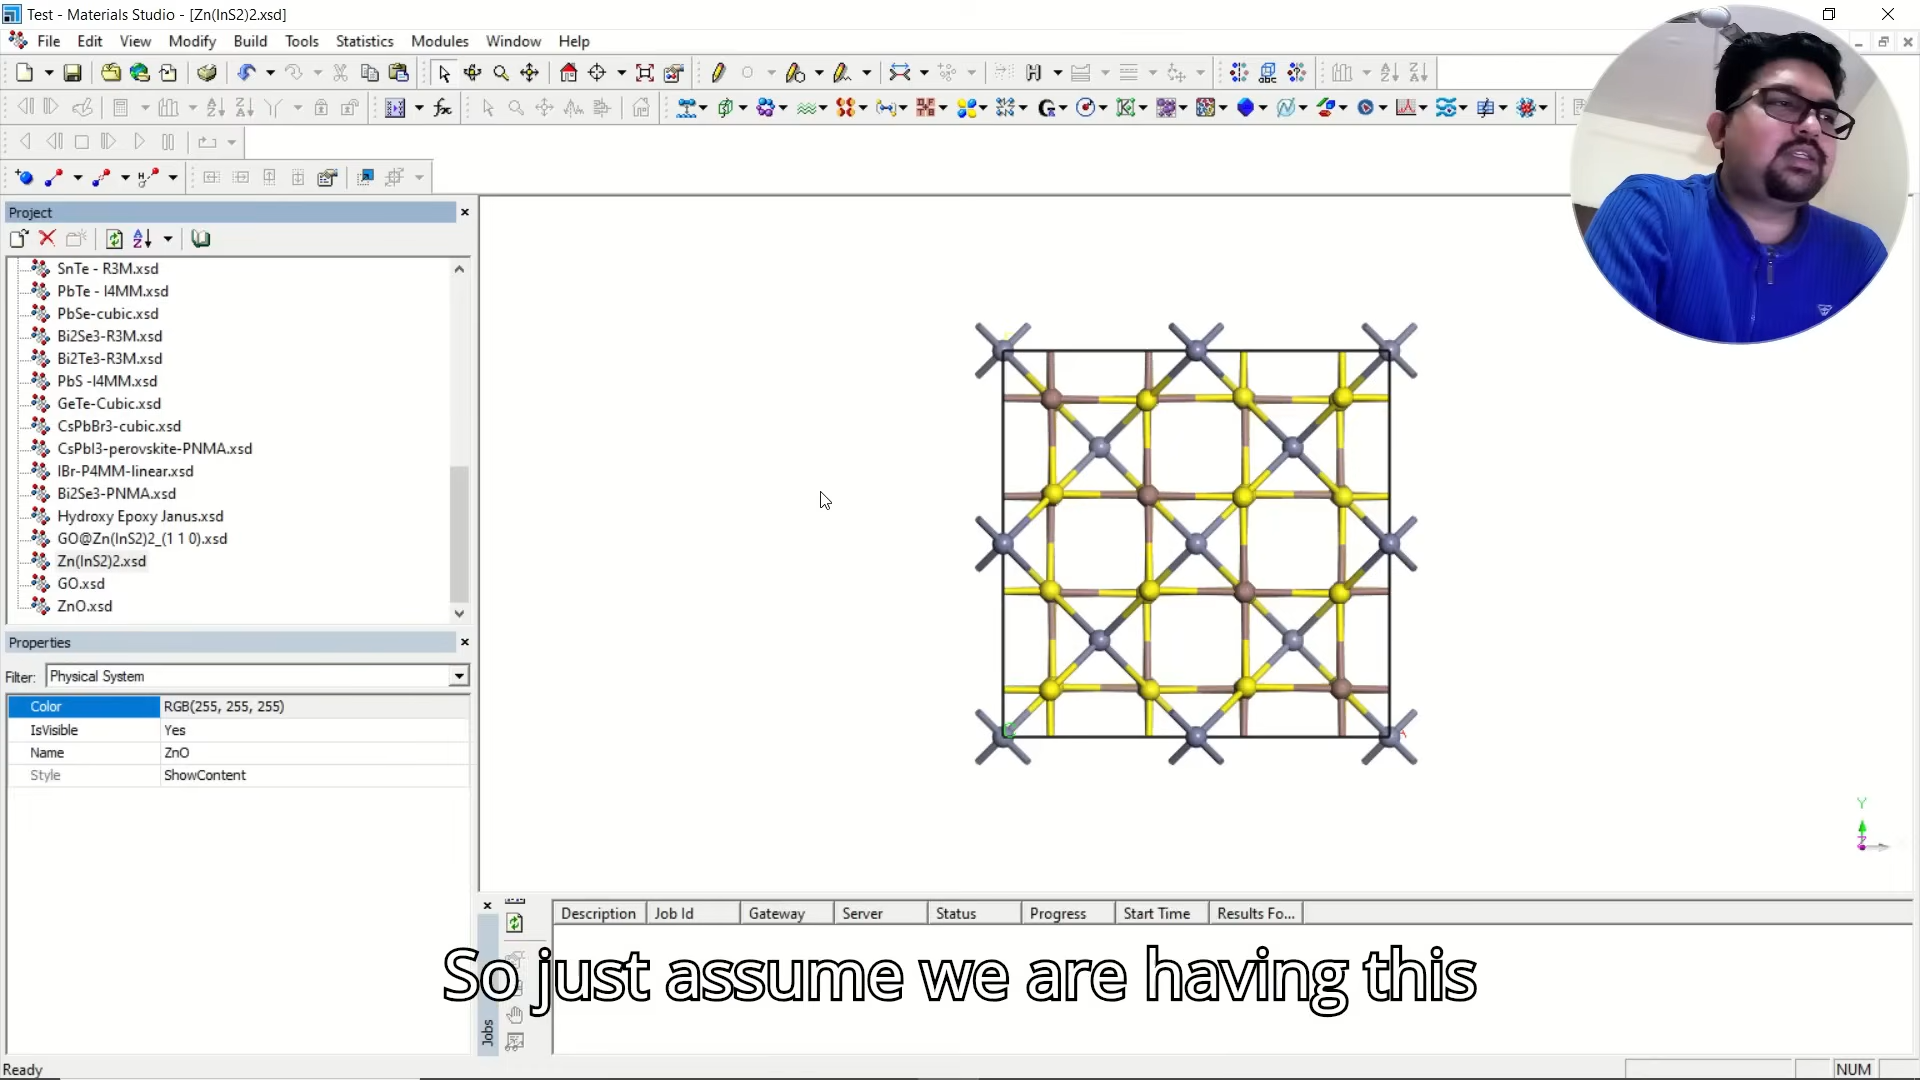 Test - Materials Studio - [Zn(InS2)2.xsd]
File Edit View Modify Build Tools Statistics Modules Window Help
Project
SnTe - R3M.xsd
PbTe - I4MM.xsd
PbSe-cubic.xsd
Bi2Se3-R3M.xsd
Bi2Te3-R3M.xsd
PbS -I4MM.xsd
GeTe-Cubic.xsd
CsPbBr3-cubic.xsd
CsPbI3-perovskite-PNMA.xsd
IBr-P4MM-linear.xsd
Bi2Se3-PNMA.xsd
Hydroxy Epoxy Janus.xsd
GO@Zn(InS2)2_(1 1 0).xsd
Zn(InS2)2.xsd
GO.xsd
ZnO.xsd
Properties
Filter: Physical System
Color RGB(255, 255, 255)
IsVisible Yes
Name ZnO
Style ShowContent
Y
Z
Description Job Id Gateway Server Status Progress Start Time Results Fo...
So just assume we are having this
Jobs
Ready
NUM